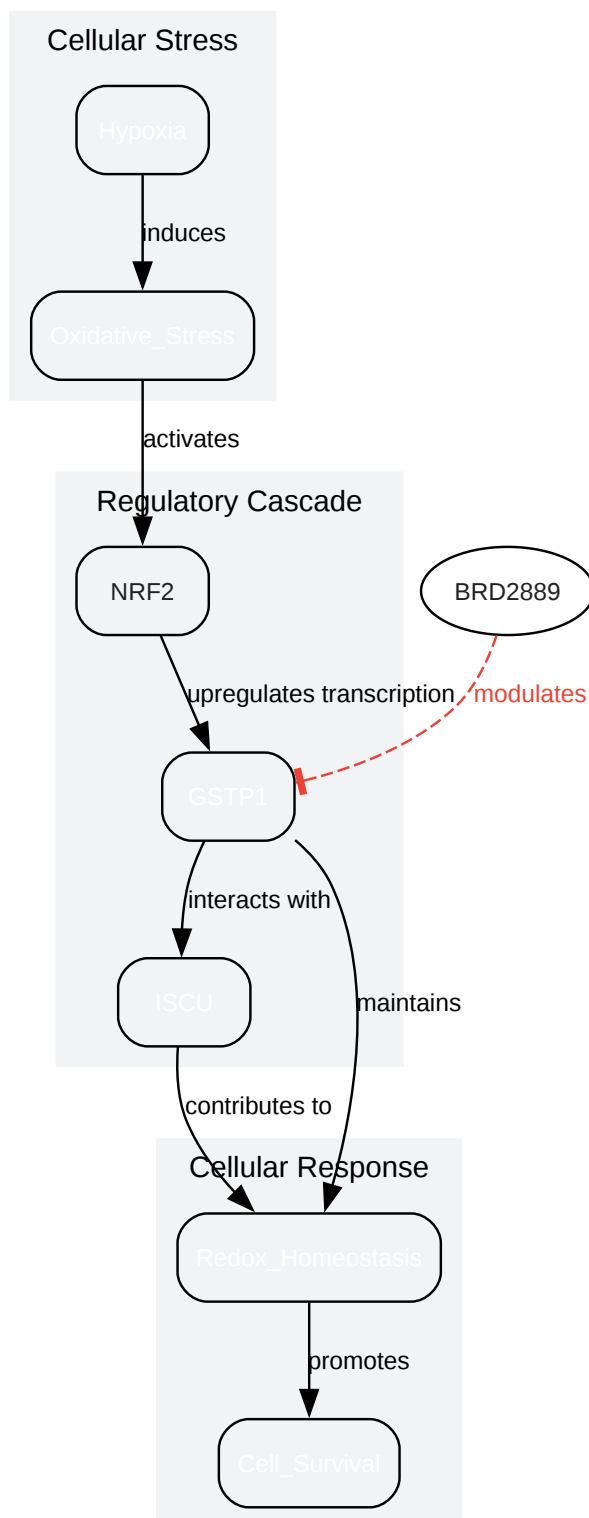 Cellular Stress
Hypoxia
induces
Oxidative_Stress
activates
Regulatory Cascade
NRF2
BRD2889
upregulates transcription
modulates
GSTP1
interacts with
ISCU
maintains
contributes to
Cellular Response
Redox_Homeostasis
promotes
Cell_Survival